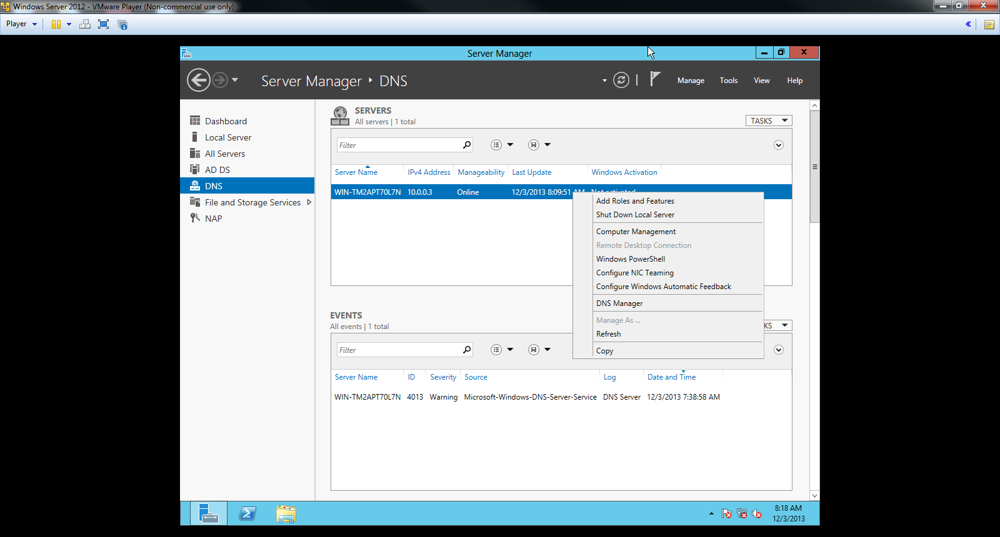 Windows Server 2012 - VMware Player (Non-commercial use only)
Player
Server Manager
Server Manager DNS
Manage Tools View Help
Dashboard
Local Server
All Servers
AD DS
DNS
File and Storage Services
NAP
SERVERS
All servers | 1 total
TASKS
Filter
Server Name IPv4 Address Manageability Last Update Windows Activation
WIN-TM2APT70L7N 10.0.0.3 Online 12/3/2013 8:09:51 AM Not activated
Add Roles and Features
Shut Down Local Server
Computer Management
Remote Desktop Connection
Windows PowerShell
Configure NIC Teaming
Configure Windows Automatic Feedback
DNS Manager
Manage As ...
Refresh
Copy
EVENTS
All events | 1 total
KS
Filter
Server Name ID Severity Source Log Date and Time
WIN-TM2APT70L7N 4013 Warning Microsoft-Windows-DNS-Server-Service DNS Server 12/3/2013 7:38:58 AM
8:18 AM
12/3/2013